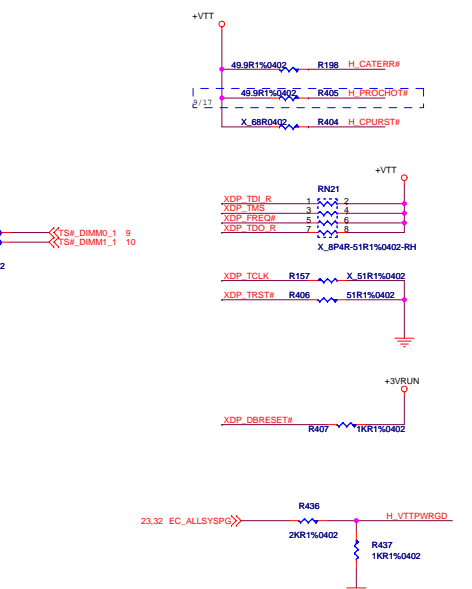 +VTT
49.9R1%0402 R198 H_CATERR#
49.9R1%0402 R405 H_PROCHOT#
9/17
X_68R0402 R404 H_CPURST#
+VTT
RN21
XDP_TDI_R 1 2
XDP_TMS 3 4
XDP_FREQ# 5 6
XDP_TDO_R 7 8
X_8P4R-51R1%0402-RH
TS#_DIMM0_1 9
TS#_DIMM1_1 10
2
XDP_TCLK R157 X_51R1%0402
XDP_TRST# R406 51R1%0402
+3VRUN
XDP_DBRESET#
R407 1KR1%0402
R436
23,32 EC_ALLSYSPG H_VTTPWRGD
2KR1%0402
R437
1KR1%0402